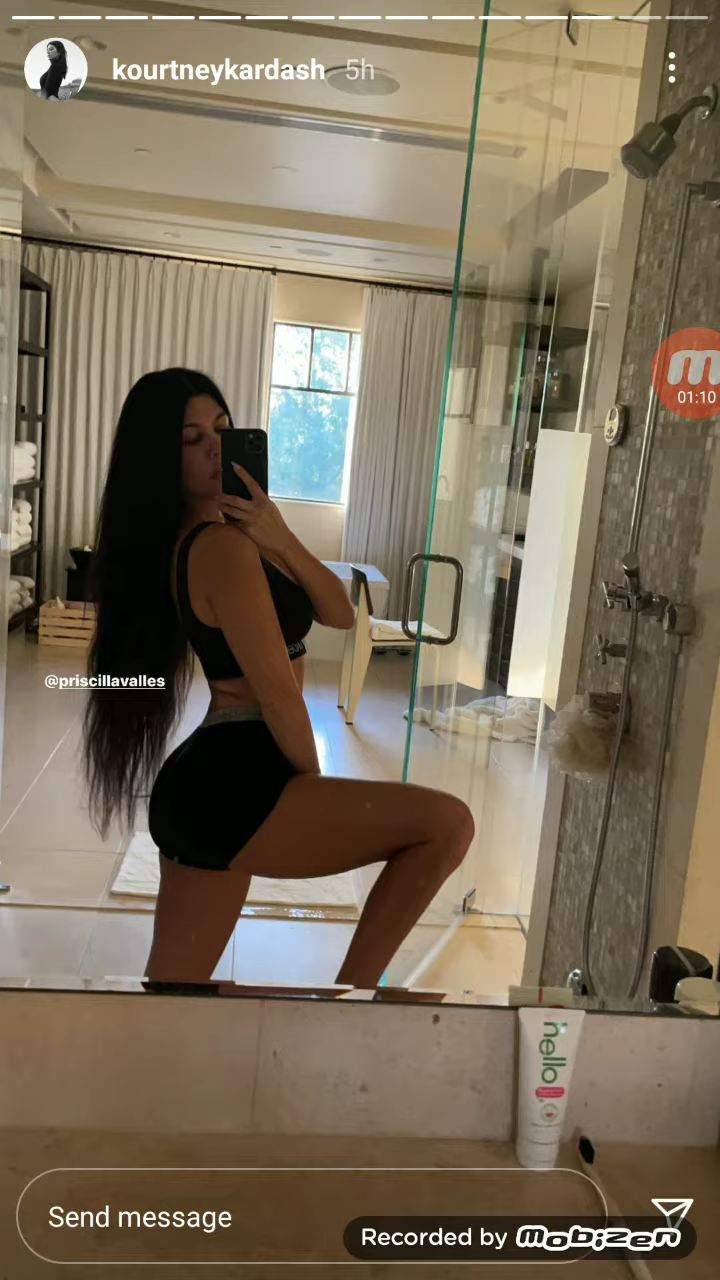 kourtneykardash 5h
01:10
@priscillavalles
hello
Send message
Recorded by Mobizen